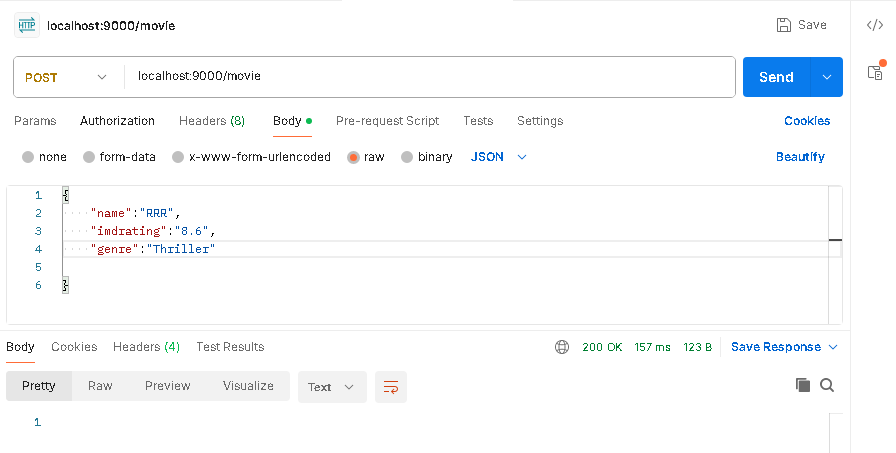 HTTP localhost:9000/movie Save </>
POST localhost:9000/movie Send
Params Authorization Headers (8) Body Pre-request Script Tests Settings Cookies
none form-data x-www-form-urlencoded raw binary JSON Beautify
1 {
2 "name":"RRR",
3 "imdrating":"8.6",
4 "genre":"Thriller"
5
6 }
Body Cookies Headers (4) Test Results 200 OK 157 ms 123 B Save Response
Pretty Raw Preview Visualize Text
1